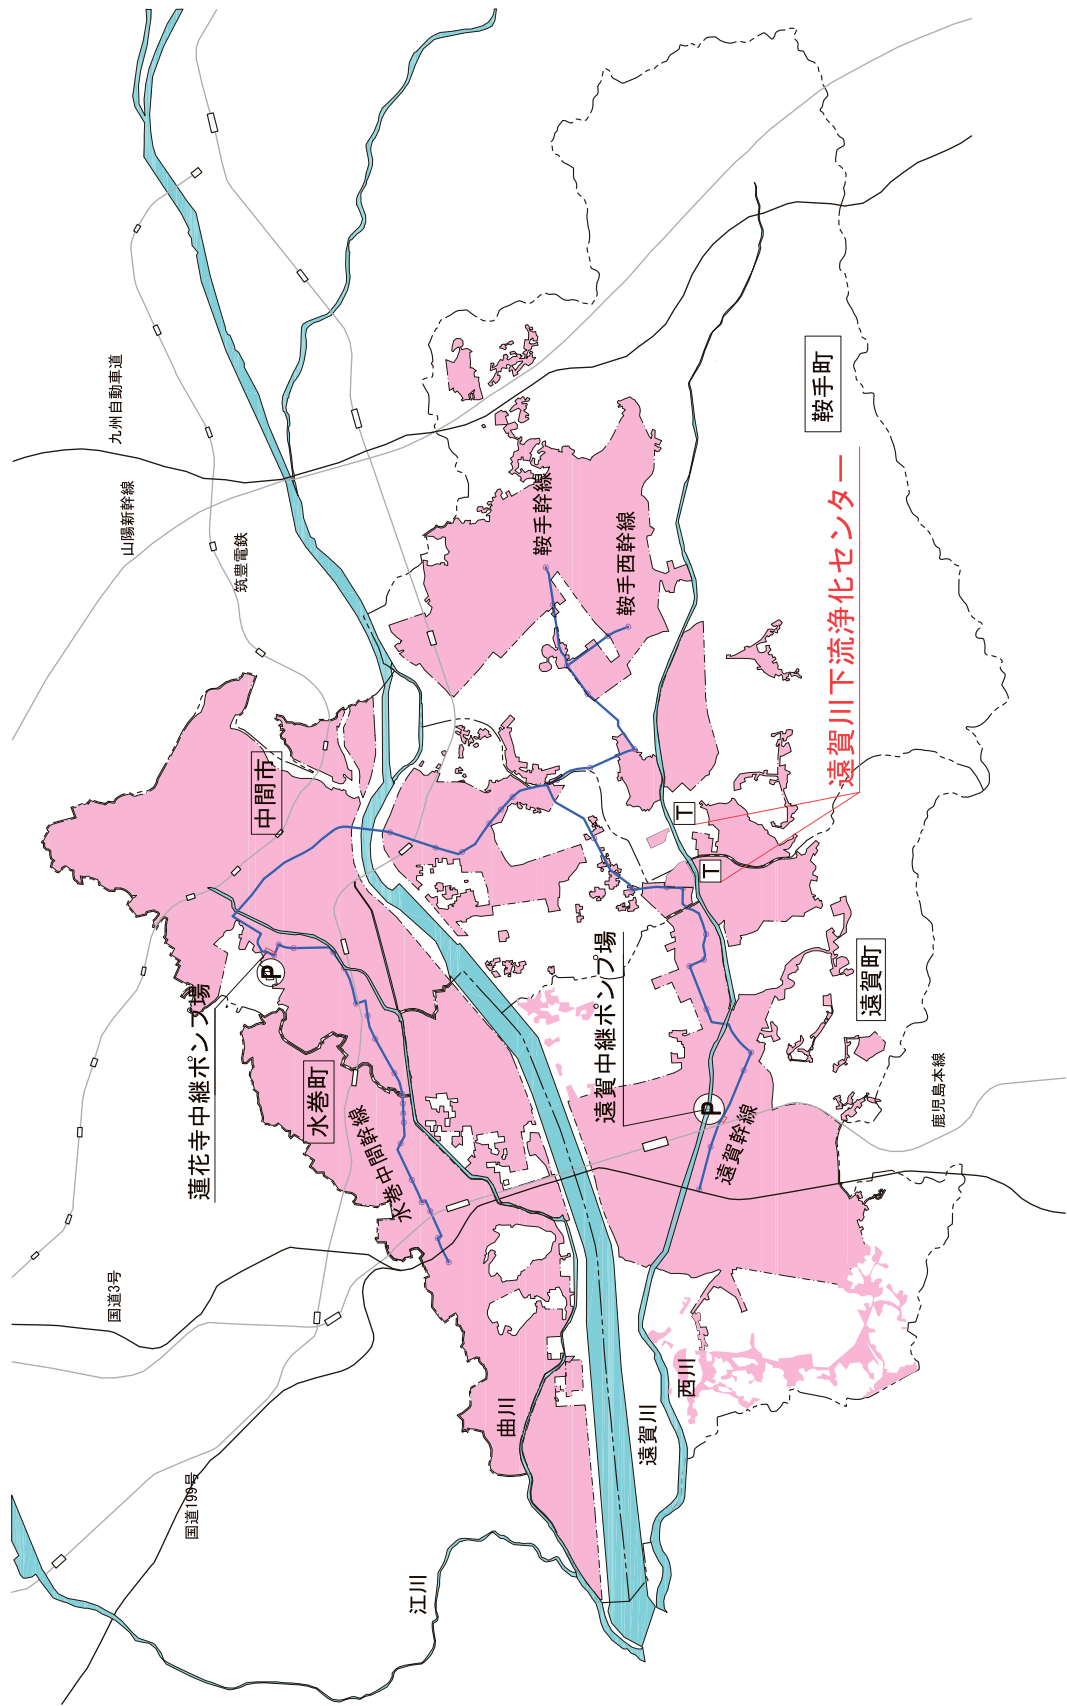 九州自動車道
山陽新幹線
筑豊電鉄
鞍手町
鞍手幹線
鞍手西幹線
遠賀川下流浄化センター
中間市
T
T
P
蓮花寺中継ポンプ場
水巻町
水巻中間幹線
遠賀中継ポンプ場
P
遠賀幹線
遠賀町
鹿児島本線
国道3号
国道199号
曲川
遠賀川
西川
江川